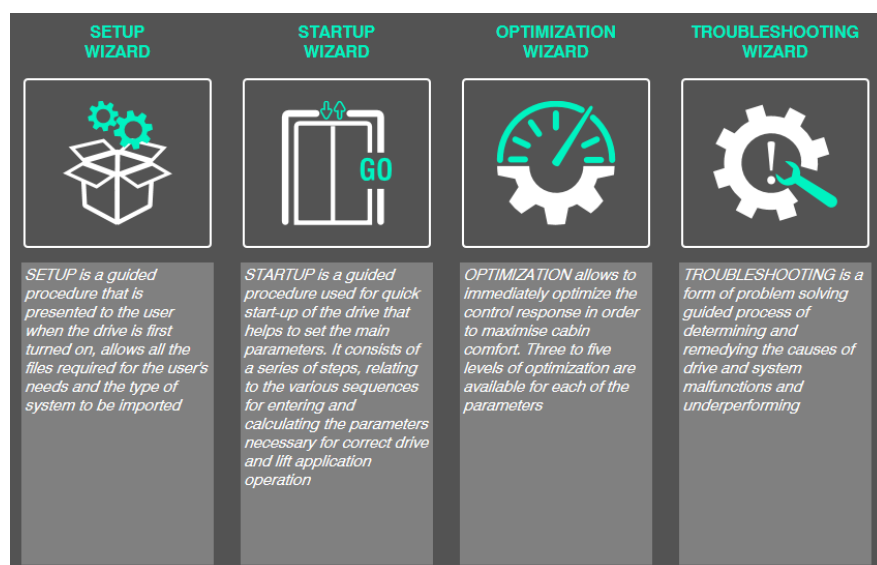 SETUP
WIZARD
SETUP is a guided
procedure that is
presented to the user
when the drive is first
turned on, allows all the
files required for the user's
needs and the type of
system to be imported
STARTUP
WIZARD
GO
STARTUP is a guided
procedure used for quick
start-up of the drive that
helps to set the main
parameters. It consists of
a series of steps, relating
to the various sequences
for entering and
calculating the parameters
necessary for correct drive
and lift application
operation
OPTIMIZATION
WIZARD
OPTIMIZATION allows to
immediately optimize the
control response in order
to maximise cabin
comfort. Three to five
levels of optimization are
available for each of the
parameters
TROUBLESHOOTING
WIZARD
!
TROUBLESHOOTING is a
form of problem solving
guided process of
determining and
remedying the causes of
drive and system
malfunctions and
underperforming